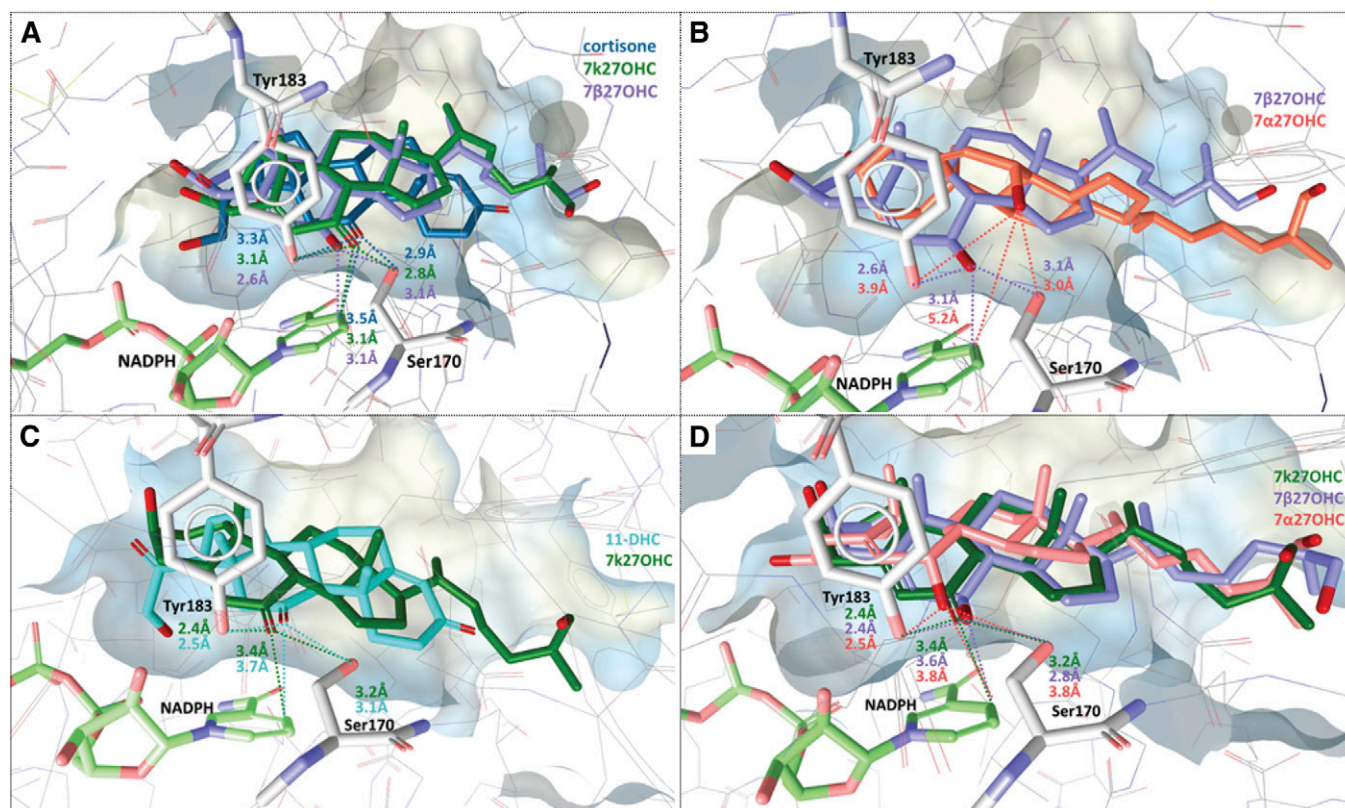 A
cortisone
7k27OHC
7β27OHC
Tyr183
3.3Å
3.1Å
2.6Å
2.9Å
2.8Å
3.1Å
3.5Å
3.1Å
3.1Å
NADPH
Ser170
B
7β27OHC
7α27OHC
Tyr183
2.6Å
3.9Å
3.1Å
5.2Å
3.1Å
3.0Å
NADPH
Ser170
C
11-DHC
7k27OHC
Tyr183
2.4Å
2.5Å
3.4Å
3.7Å
3.2Å
3.1Å
NADPH
Ser170
D
7k27OHC
7β27OHC
7α27OHC
Tyr183
2.4Å
2.4Å
2.5Å
3.4Å
3.6Å
3.8Å
3.2Å
2.8Å
3.8Å
NADPH
Ser170